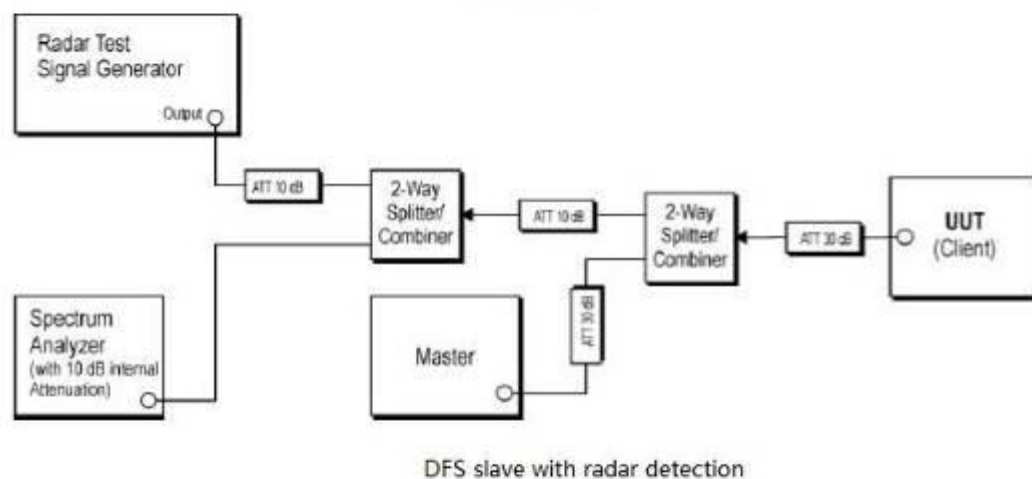 Radar Test
Signal Generator
Output
ATT 10 dB
2-Way
Splitter/
Combiner
ATT 10 dB
2-Way
Splitter/
Combiner
ATT 30 dB
UUT
(Client)
Spectrum
Analyzer
(with 10 dB internal
Attenuation)
Master
ATT 30 dB
DFS slave with radar detection